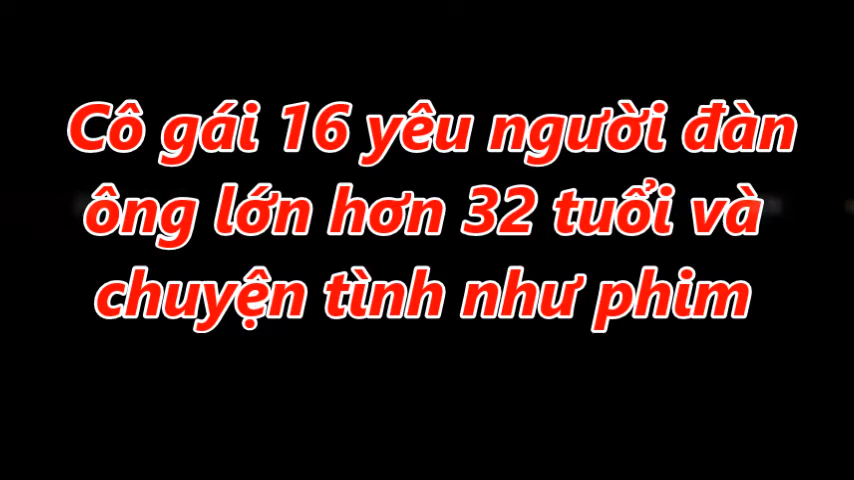 Cô gái 16 yêu người đàn
ông lớn hơn 32 tuổi và
chuyện tình như phim